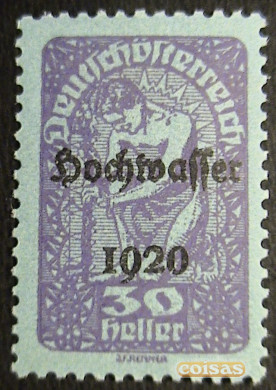 Deutschösterreich
Hochwasser
1920
30
Heller
coisas